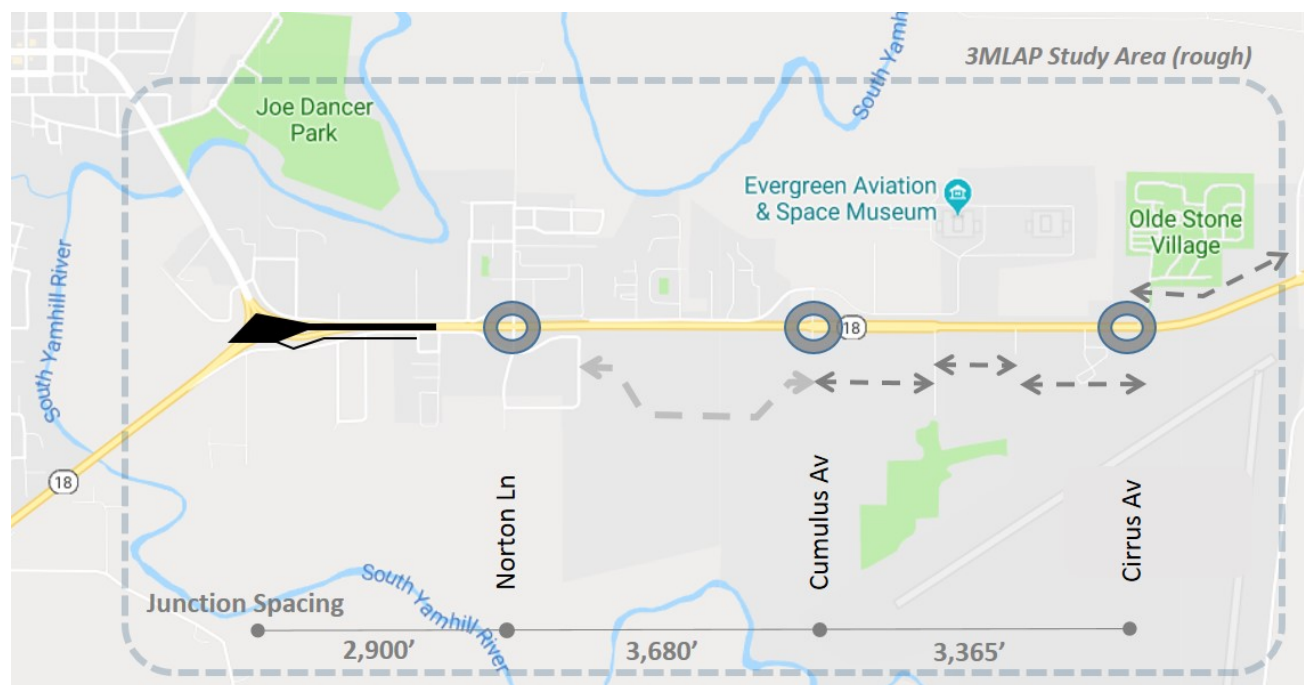 3MLAP Study Area (rough)
South Yamh
Joe Dancer
Park
Evergreen Aviation
& Space Museum
Olde Stone
Village
South Yamhill River
18
18
Norton Ln
Cumulus Av
Cirrus Av
South Yamhill River
Junction Spacing
2,900’
3,680’
3,365’